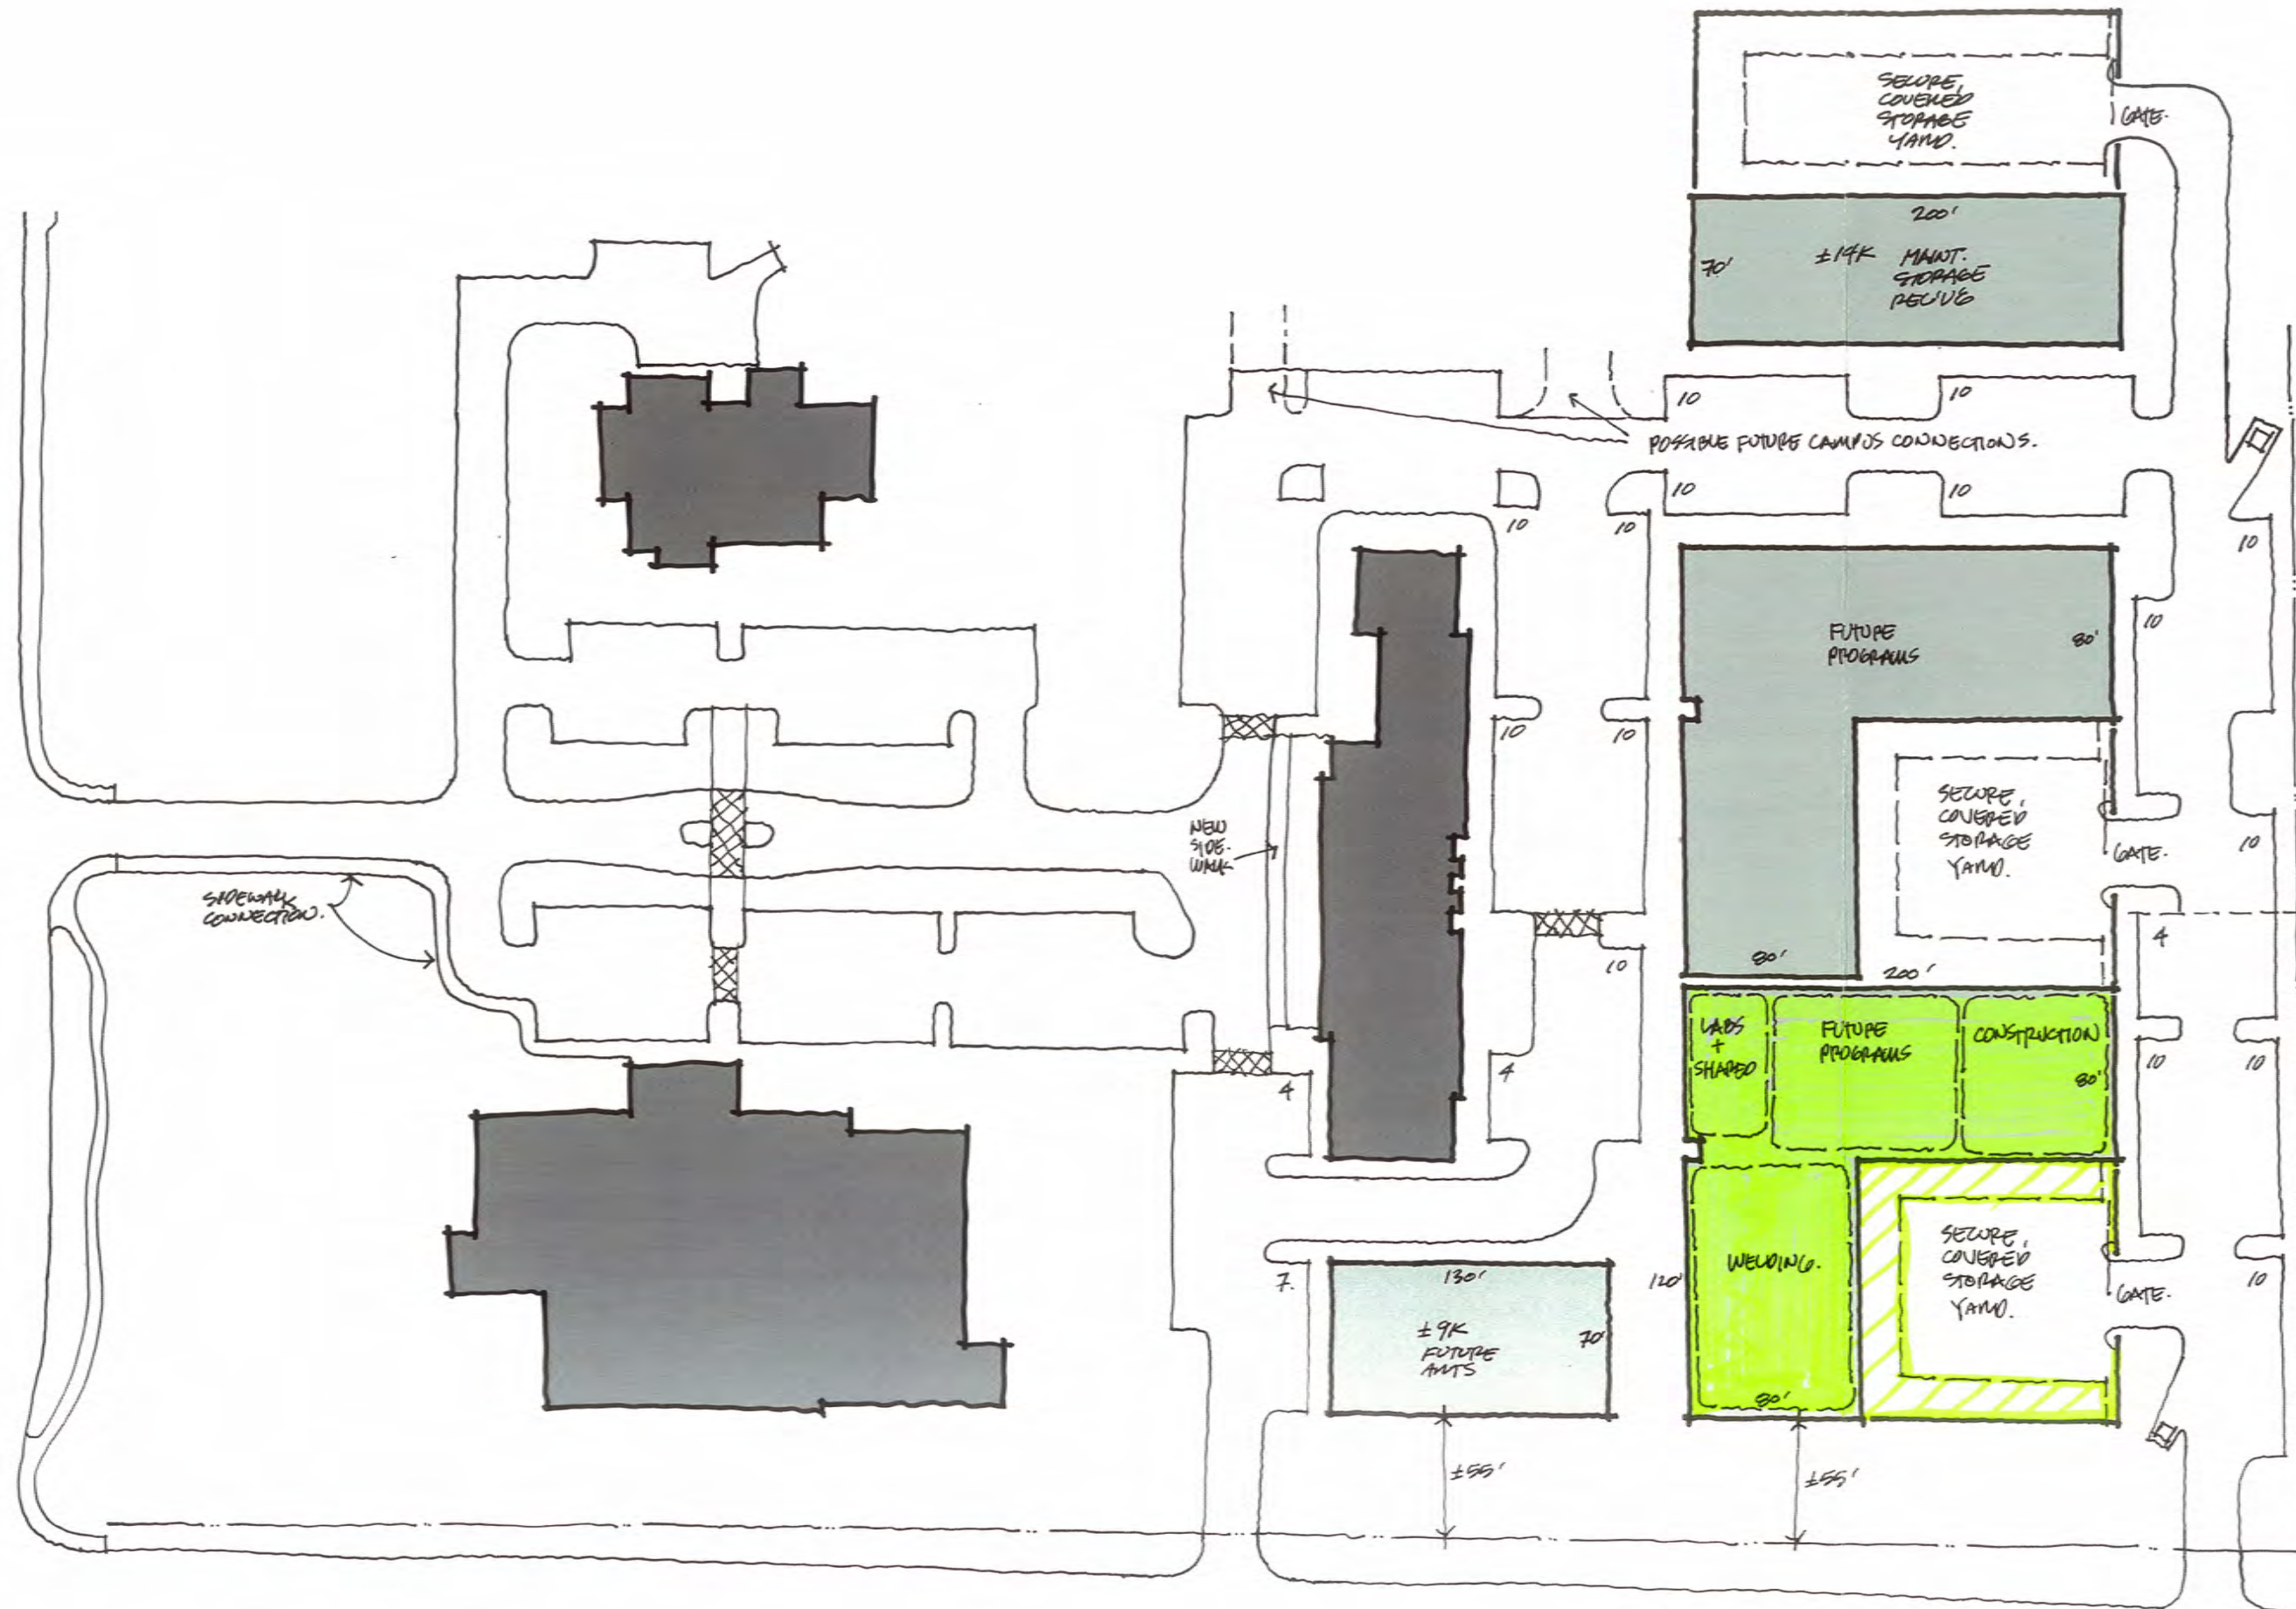 SECURE,
COVERED
STORAGE
YARD.
GATE.
200'
70'
±14K MAINT.
STORAGE
REC'V'G
10
10
POSSIBLE FUTURE CAMPUS CONNECTIONS.
10
10
10
10
10
FUTURE
PROGRAMS
80'
10
10
10
SECURE,
COVERED
STORAGE
YARD.
GATE.
10
NEW
SIDE-
WALK
SIDEWALK
CONNECTION.
80'
200'
4
10
LABS
+
SHARED
FUTURE
PROGRAMS
CONSTRUCTION
80'
10
10
4
4
WELDING.
120'
80'
SECURE,
COVERED
STORAGE
YARD.
GATE.
10
7.
130'
±9K
FUTURE
ARTS
70'
±55'
±55'